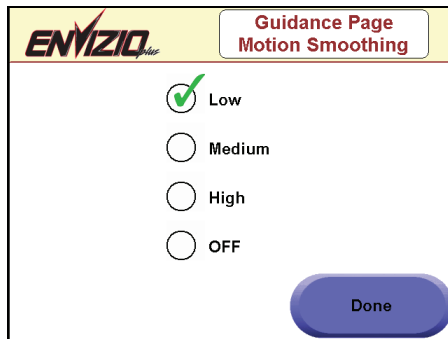 ENVIZIO plus
Guidance Page
Motion Smoothing
Low
Medium
High
OFF
Done